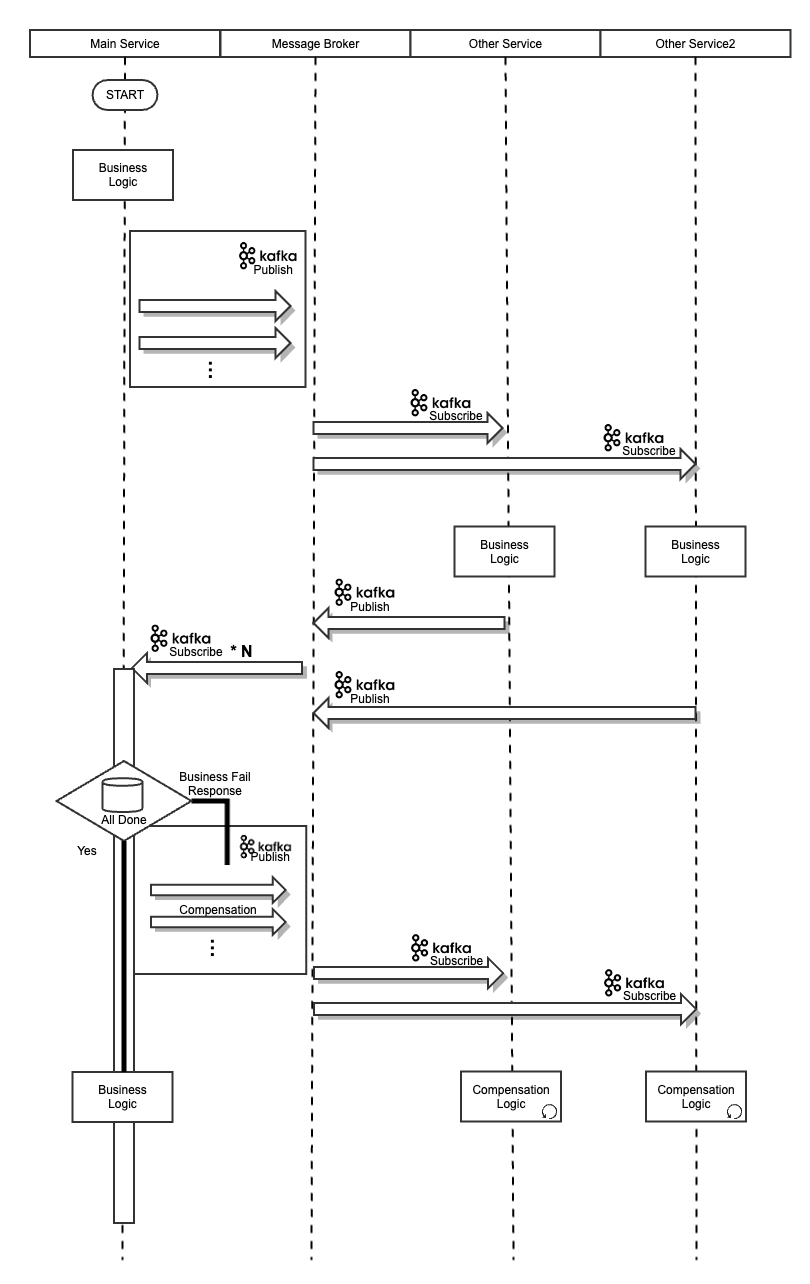 Main Service
Message Broker
Other Service
Other Service2
START
Business
Logic
kafka
Publish
kafka
Subscribe
kafka
Subscribe
Business
Logic
Business
Logic
kafka
Publish
kafka
Subscribe * N
kafka
Publish
Business Fail
Response
All Done
Yes
kafka
Publish
Compensation
kafka
Subscribe
kafka
Subscribe
Business
Logic
Compensation
Logic
Compensation
Logic